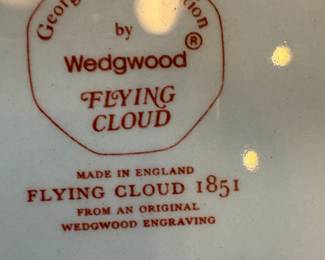 by
Wedgwood®
FLYING
CLOUD
MADE IN ENGLAND
FLYING CLOUD 1851
FROM AN ORIGINAL
WEDGWOOD ENGRAVING